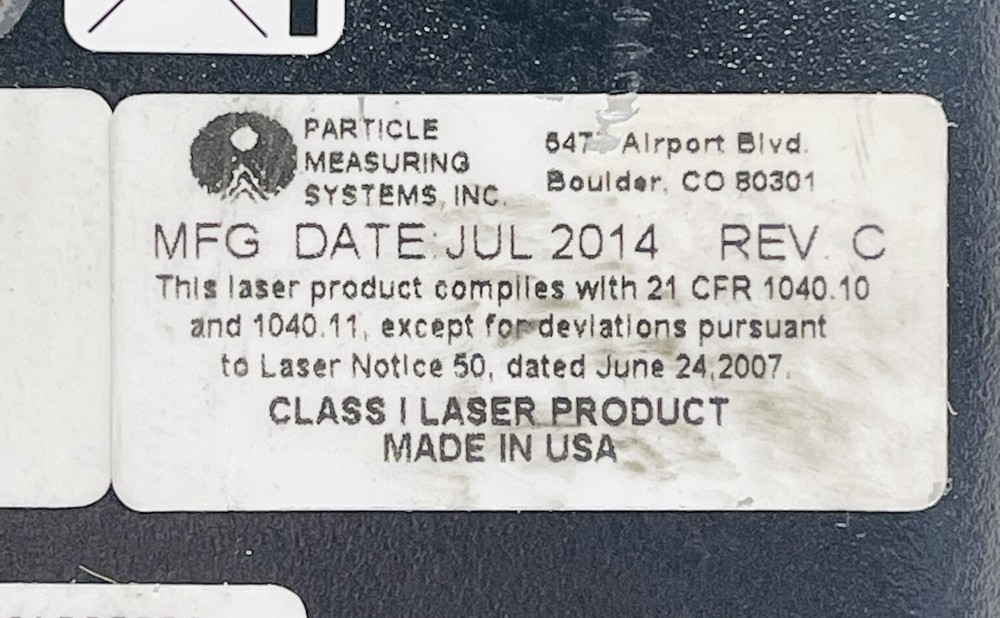 PARTICLE
MEASURING
SYSTEMS, INC.
Airport Blvd.
Boulder, CO 80301
MFG DATE: JUL 2014 REV. C
This laser product complies with 21 CFR 1040.10
and 1040.11, except for deviations pursuant
to Laser Notice 50, dated June 24,2007.
CLASS I LASER PRODUCT
MADE IN USA